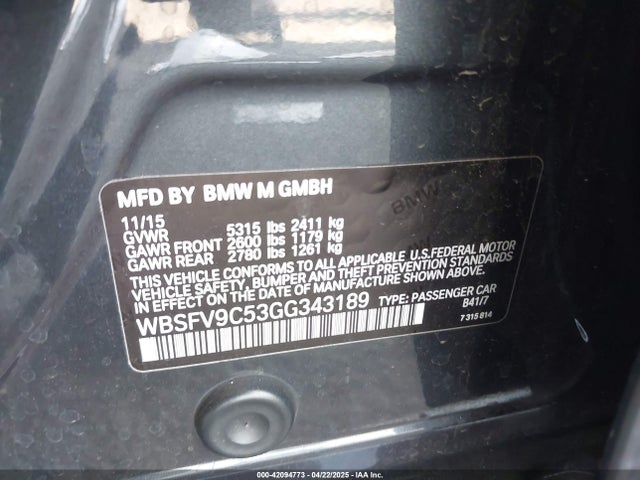 MFD BY BMW M GMBH
11/15
GVWR 5315 lbs 2411 kg
GAWR FRONT 2600 lbs 1179 kg
GAWR REAR 2780 lbs 1261 kg
THIS VEHICLE CONFORMS TO ALL APPLICABLE U.S.FEDERAL MOTOR
VEHICLE SAFETY, BUMPER AND THEFT PREVENTION STANDARDS
IN EFFECT ON THE DATE OF MANUFACTURE SHOWN ABOVE.
WBSFV9C53GG343189 TYPE: PASSENGER CAR
B41/7
7 315 814
000-42094773 - 04/22/2025 - IAA Inc.